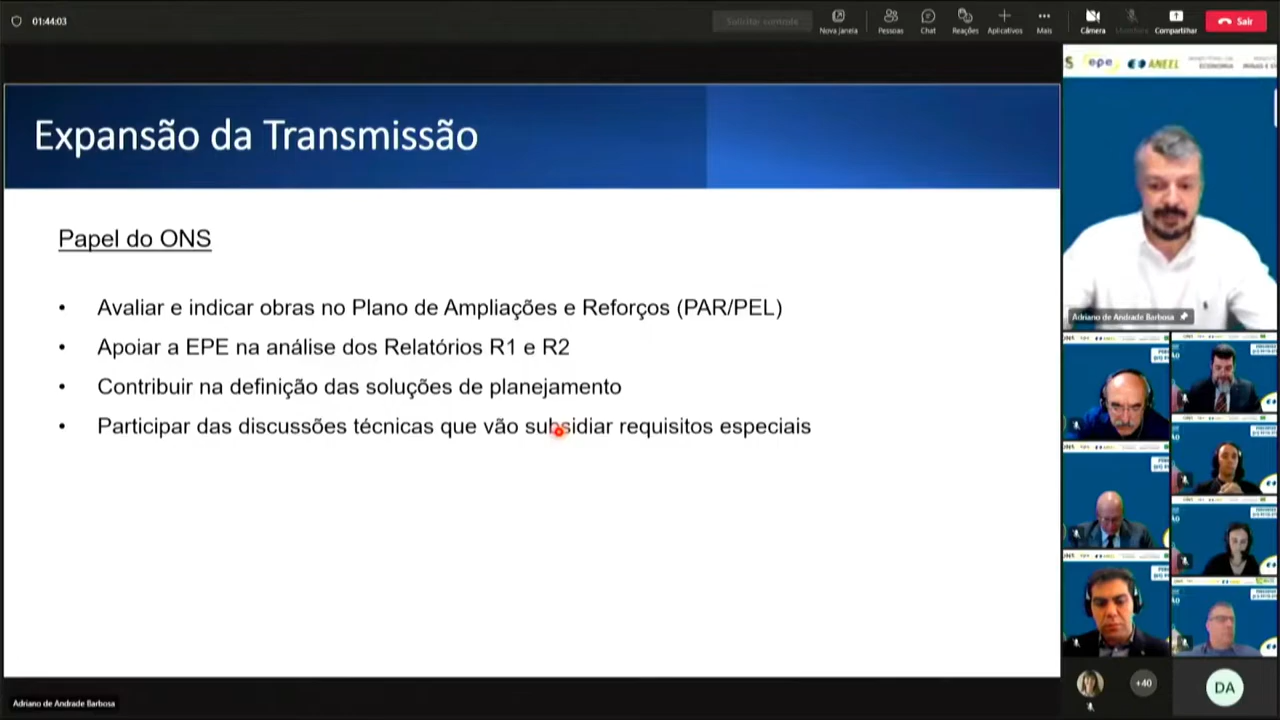 01:44:03
Solicitar controle
Nova janela
Pessoas
Chat
Reações
Aplicativos
Mais
Câmera
Compartilhar
Sair
S epe ANEEL
ECONOMIA
Expansão da Transmissão
Papel do ONS
• Avaliar e indicar obras no Plano de Ampliações e Reforços (PAR/PEL)
• Apoiar a EPE na análise dos Relatórios R1 e R2
• Contribuir na definição das soluções de planejamento
• Participar das discussões técnicas que vão subsidiar requisitos especiais
Adriano de Andrade Barbosa
+40
DA
Adriano de Andrade Barbosa